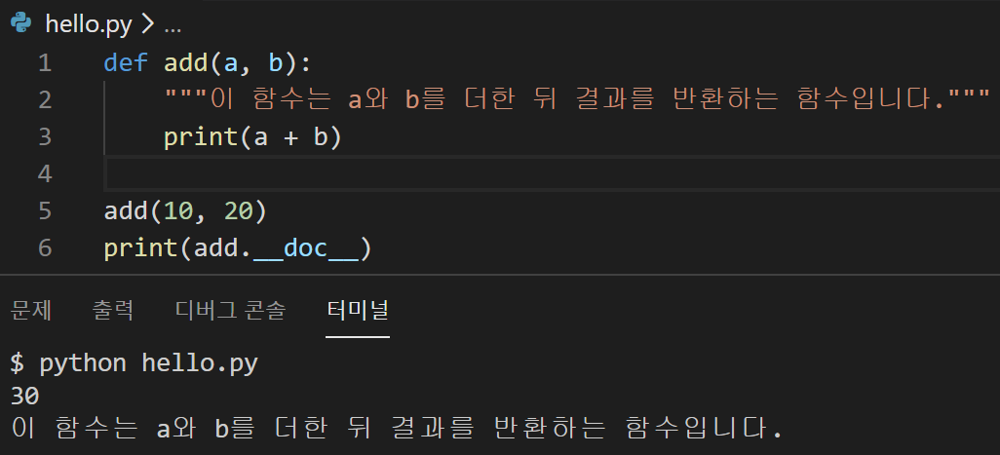 hello.py > ...
1 def add(a, b):
2     """이 함수는 a와 b를 더한 뒤 결과를 반환하는 함수입니다."""
3     print(a + b)
4
5 add(10, 20)
6 print(add.__doc__)
문제 출력 디버그 콘솔 터미널
$ python hello.py
30
이 함수는 a와 b를 더한 뒤 결과를 반환하는 함수입니다.